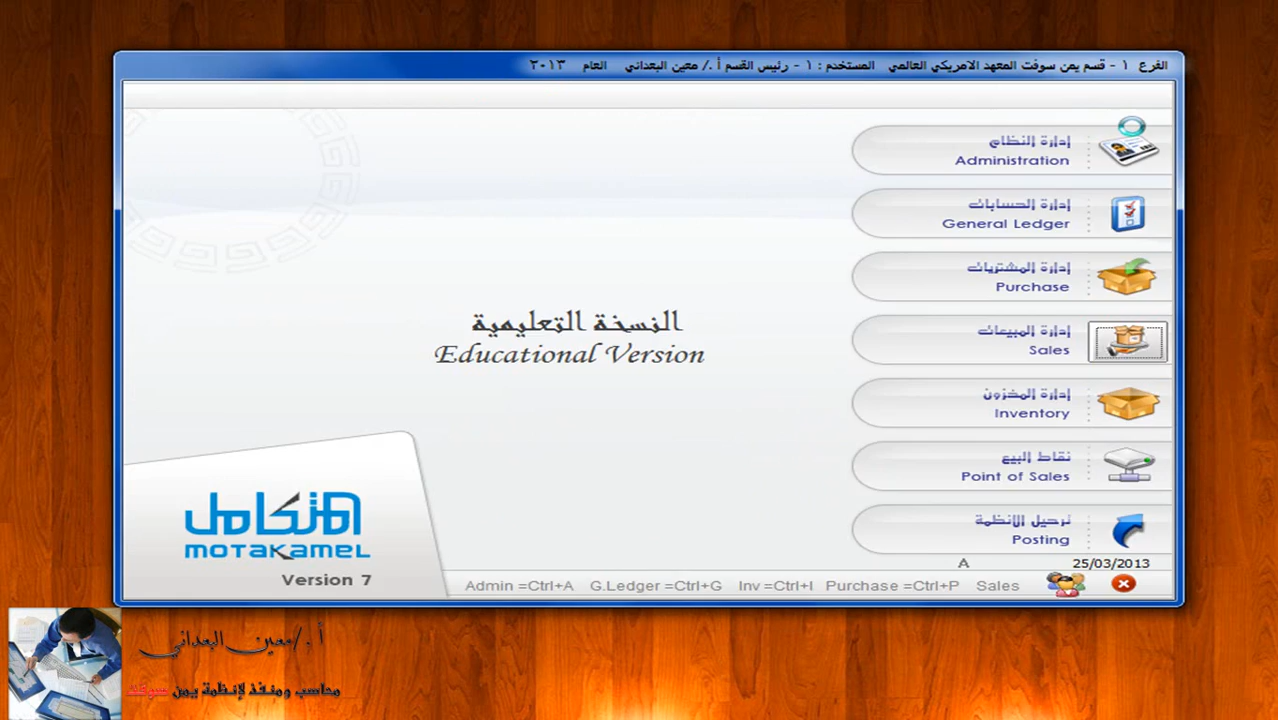 الفرع ١ - قسم يمن سوفت المعهد الامريكي العالمي المستخدم : ١ - رئيس القسم أ ./ معين البعداني العام ٢٠١٣
إدارة النظام
Administration
إدارة الحسابات
General Ledger
إدارة المشتريات
Purchase
إدارة المبيعات
Sales
النسخة التعليمية
Educational Version
إدارة المخزون
Inventory
نقاط البيع
Point of Sales
ترحيل الانظمة
Posting
المتكامل
MOTAKAMEL
Version 7
A 25/03/2013
Admin =Ctrl+A G.Ledger =Ctrl+G Inv =Ctrl+I Purchase =Ctrl+P Sales
أ ./معين البعداني
محاسب ومنفذ لإنظمة يمن سوفت